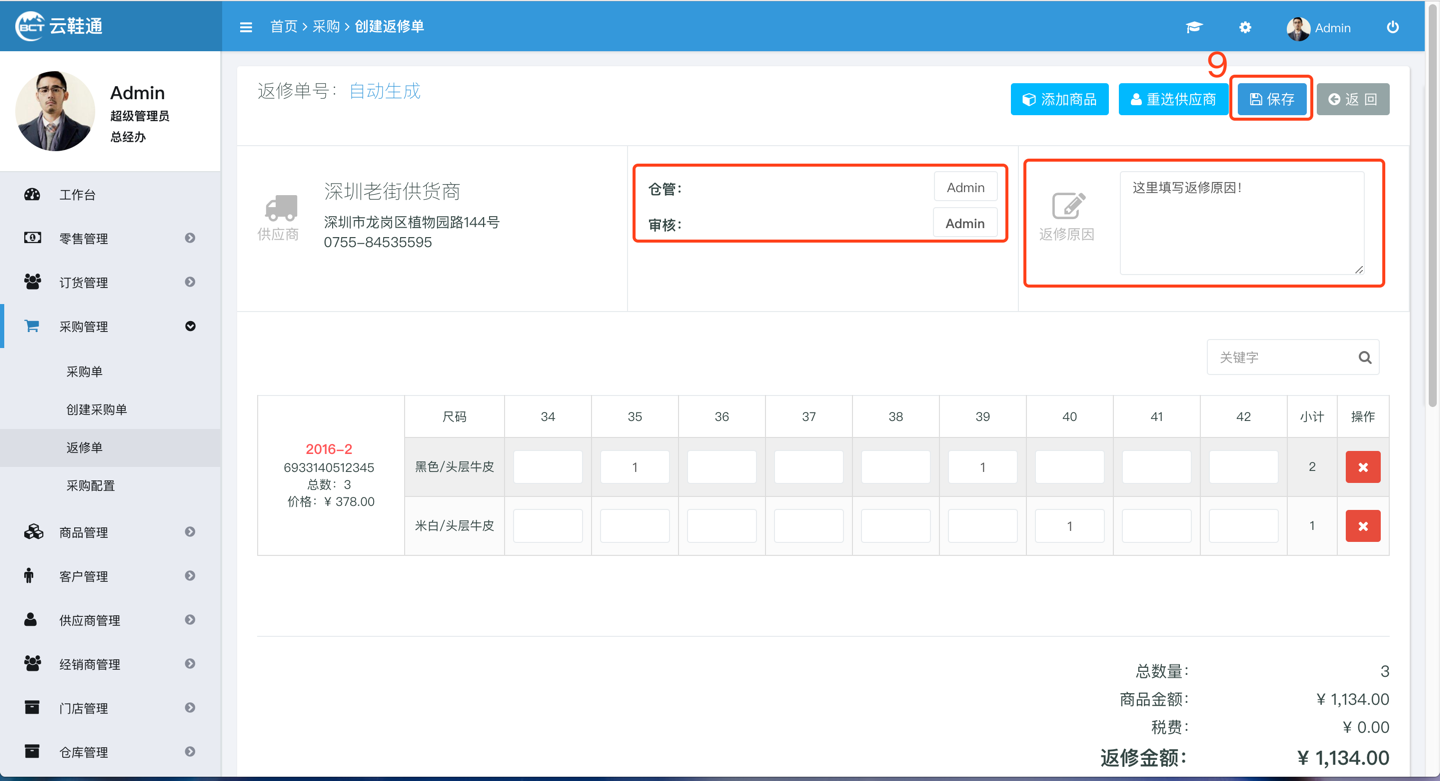 BCT 云鞋通
首页 > 采购 > 创建返修单
Admin
Admin
超级管理员
总经办
工作台
零售管理
订货管理
采购管理
采购单
创建采购单
返修单
采购配置
商品管理
客户管理
供应商管理
经销商管理
门店管理
仓库管理
返修单号: 自动生成
9
添加商品 重选供应商 保存 返 回
供应商
深圳老街供货商
深圳市龙岗区植物园路144号
0755-84535595
仓管: Admin
审核: Admin
返修原因
这里填写返修原因!
关键字
尺码 34 35 36 37 38 39 40 41 42 小计 操作
2016-2
6933140512345
总数: 3
价格: ¥ 378.00
黑色/头层牛皮 1 1 2
米白/头层牛皮 1 1
总数量: 3
商品金额: ¥ 1,134.00
税费: ¥ 0.00
返修金额: ¥ 1,134.00